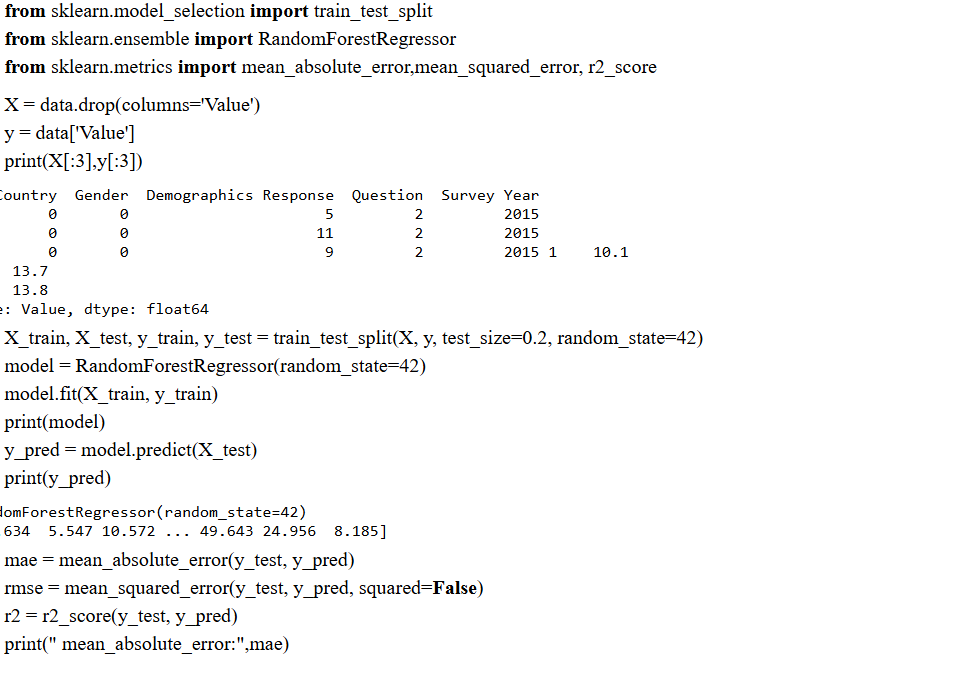 from sklearn.model_selection import train_test_split
from sklearn.ensemble import RandomForestRegressor
from sklearn.metrics import mean_absolute_error,mean_squared_error, r2_score
X = data.drop(columns='Value')
y = data['Value']
print(X[:3],y[:3])
Country Gender Demographics Response Question Survey Year
0 0 5 2 2015
0 0 11 2 2015
0 0 9 2 2015 1 10.1
13.7
13.8
e: Value, dtype: float64
X_train, X_test, y_train, y_test = train_test_split(X, y, test_size=0.2, random_state=42)
model = RandomForestRegressor(random_state=42)
model.fit(X_train, y_train)
print(model)
y_pred = model.predict(X_test)
print(y_pred)
domForestRegressor(random_state=42)
634 5.547 10.572 ... 49.643 24.956 8.185]
mae = mean_absolute_error(y_test, y_pred)
rmse = mean_squared_error(y_test, y_pred, squared=False)
r2 = r2_score(y_test, y_pred)
print(" mean_absolute_error:",mae)